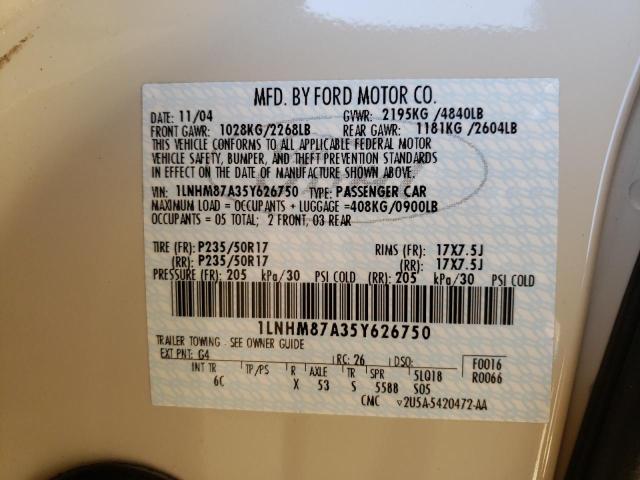 MFD. BY FORD MOTOR CO.
DATE: 11/04 GVWR: 2195KG /4840LB
FRONT GAWR: 1028KG/2268LB REAR GAWR: 1181KG /2604LB
THIS VEHICLE CONFORMS TO ALL APPLICABLE FEDERAL MOTOR
VEHICLE SAFETY, BUMPER, AND THEFT PREVENTION STANDARDS
IN EFFECT ON THE DATE OF MANUFACTURE SHOWN ABOVE.
VIN: 1LNHM87A35Y626750 TYPE: PASSENGER CAR
MAXIMUM LOAD = OCCUPANTS + LUGGAGE =408KG/0900LB
OCCUPANTS = 05 TOTAL; 2 FRONT, 03 REAR
TIRE (FR): P235/50R17 RIMS (FR): 17X7.5J
(RR): P235/50R17 (RR): 17X7.5J
PRESSURE (FR): 205 kPa/30 PSI COLD (RR): 205 kPa/30 PSI COLD
1LNHM87A35Y626750
TRAILER TOWING - SEE OWNER GUIDE
EXT PNT: G4 RC: 26 DSO: F0016
INT TR TP/PS R AXLE TR SPR 5LQ18 R0066
6C X 53 S 5588 S05
CMC ▽2U5A-5420472-AA